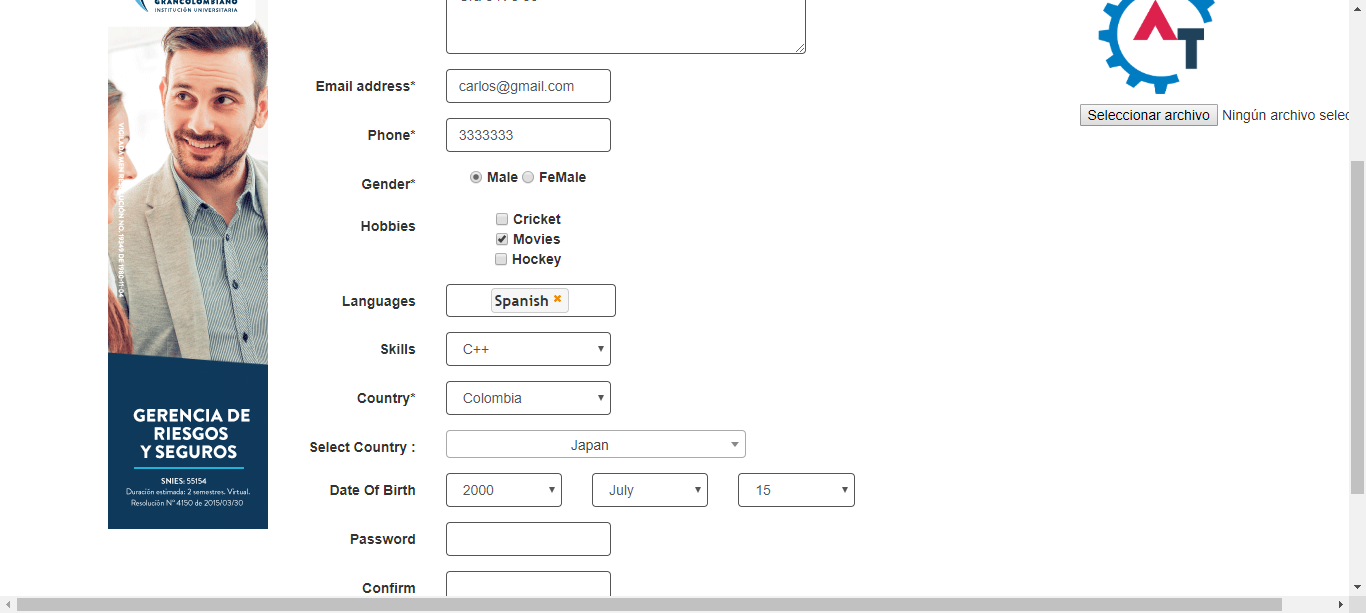 GRANCOLOMBIANO
INSTITUCIÓN UNIVERSITARIA
VIGILADA MEN RESOLUCIÓN NO. 19349 DE 1980-11-04
GERENCIA DE
RIESGOS
Y SEGUROS
SNIES: 55154
Duración estimada: 2 semestres. Virtual.
Resolución N° 4150 de 2015/03/30
Email address* carlos@gmail.com
Phone* 3333333
Gender* Male FeMale
Hobbies Cricket
Movies
Hockey
Languages Spanish
Skills C++
Country* Colombia
Select Country : Japan
Date Of Birth 2000 July 15
Password
Confirm
AT
Seleccionar archivo Ningún archivo selec